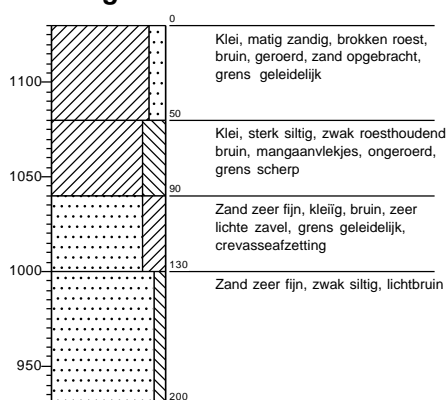 0
Klei, matig zandig, brokken roest,
bruin, geroerd, zand opgebracht,
grens geleidelijk
1100
50
Klei, sterk siltig, zwak roesthoudend
bruin, mangaanvlekjes, ongeroerd,
grens scherp
1050
90
Zand zeer fijn, kleiïg, bruin, zeer
lichte zavel, grens geleidelijk,
crevasseafzetting
1000
130
Zand zeer fijn, zwak siltig, lichtbruin
950
200